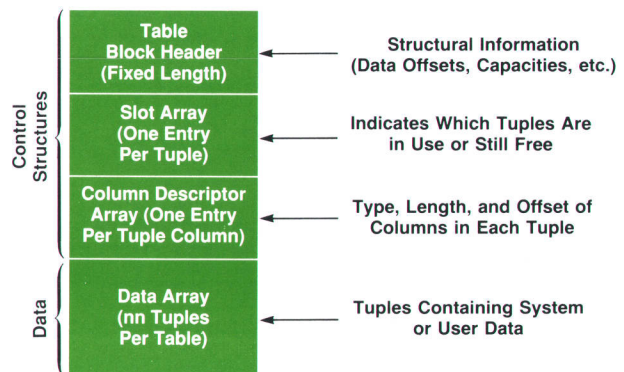 Table
Block Header
(Fixed Length)
Structural Information
(Data Offsets, Capacities, etc.)
Control
Structures
Slot Array
(One Entry
Per Tuple)
Indicates Which Tuples Are
in Use or Still Free
Column Descriptor
Array (One Entry
Per Tuple Column)
Type, Length, and Offset of
Columns in Each Tuple
Data
Data Array
(nn Tuples
Per Table)
Tuples Containing System
or User Data